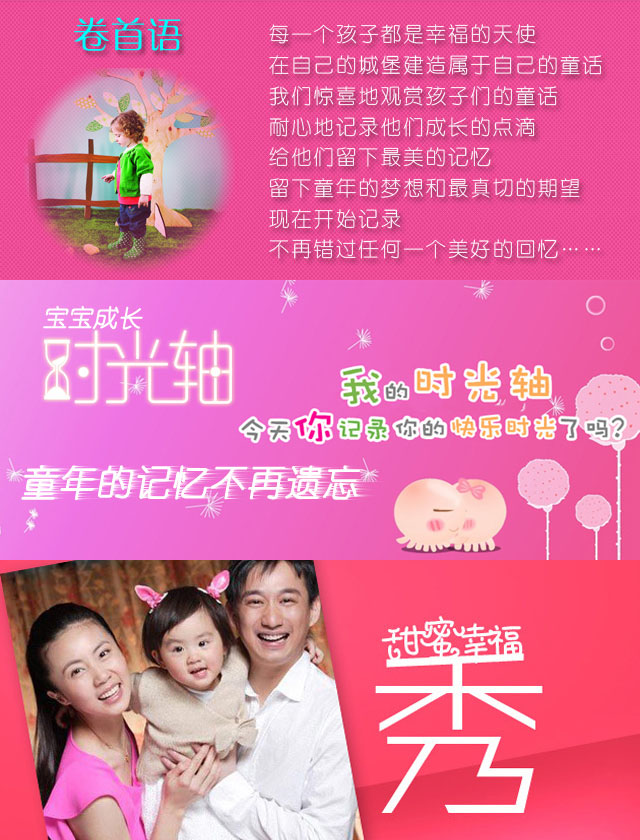 卷首语
每一个孩子都是幸福的天使
在自己的城堡建造属于自己的童话
我们惊喜地观赏孩子们的童话
耐心地记录他们成长的点滴
给他们留下最美的记忆
留下童年的梦想和最真切的期望
现在开始记录
不再错过任何一个美好的回忆……
宝宝成长
时光轴
我的时光轴
今天你记录你的快乐时光了吗？
童年的记忆不再遗忘
甜蜜幸福
秀